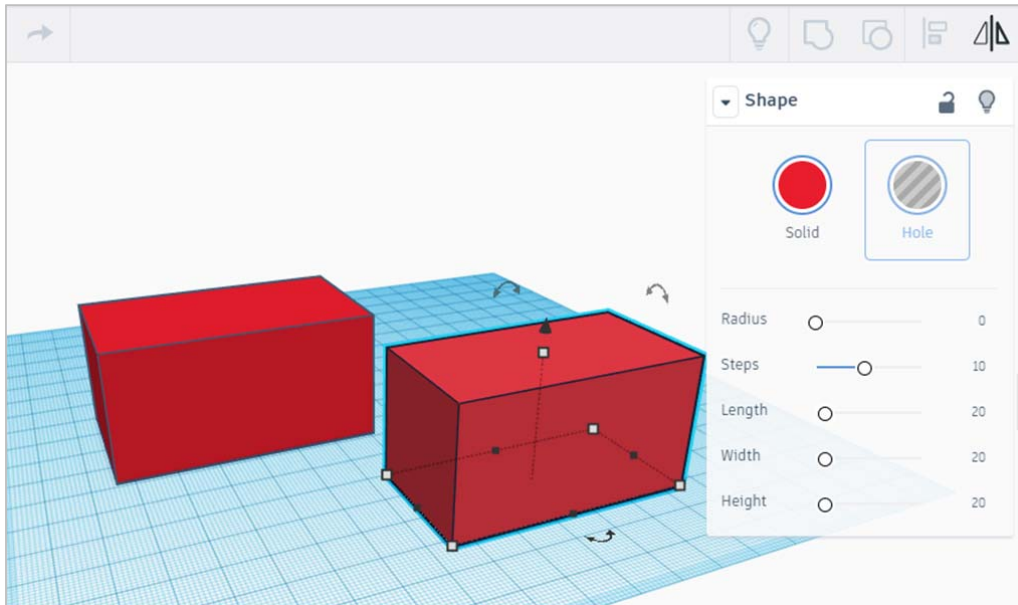 Shape
Solid Hole
Radius 0
Steps 10
Length 20
Width 20
Height 20